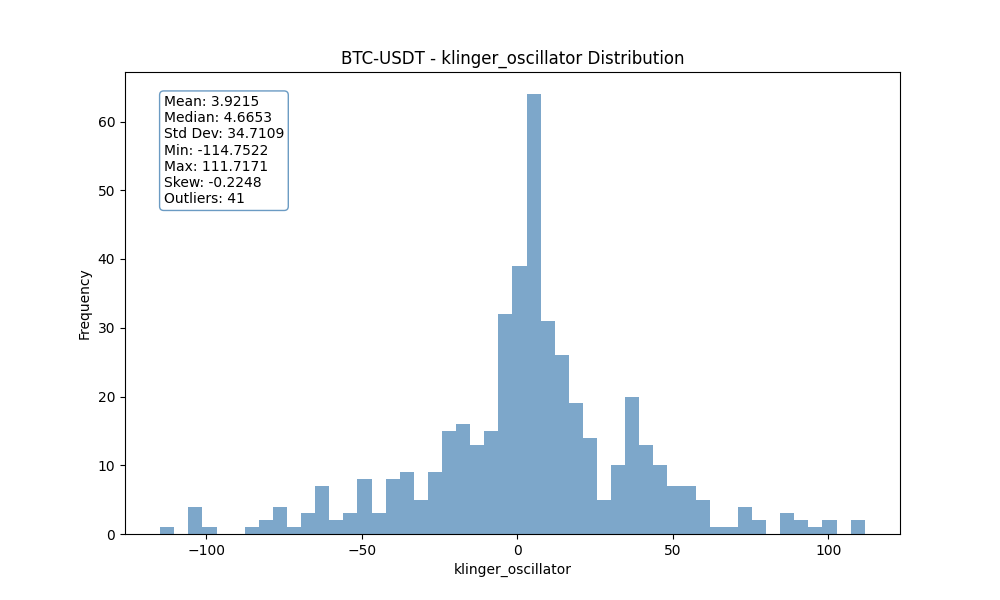 BTC-USDT - klinger_oscillator Distribution
Mean: 3.9215
Median: 4.6653
Std Dev: 34.7109
Min: -114.7522
Max: 111.7171
Skew: -0.2248
Outliers: 41
Frequency
60
50
40
30
20
10
0
−100
−50
0
50
100
klinger_oscillator